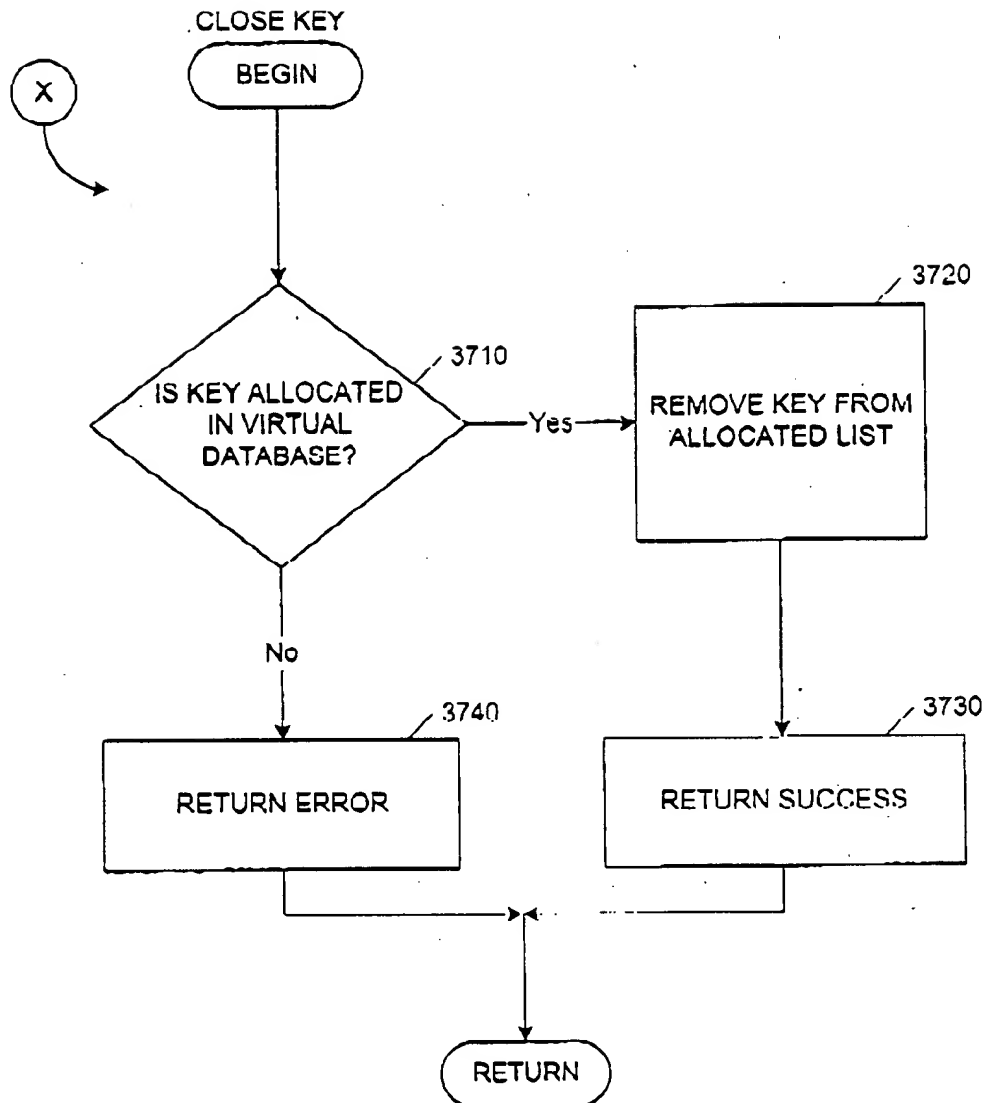 CLOSE KEY
BEGIN
X
3720
3710
IS KEY ALLOCATED
IN VIRTUAL
DATABASE?
Yes
REMOVE KEY FROM
ALLOCATED LIST
No
3740
3730
RETURN ERROR
RETURN SUCCESS
RETURN